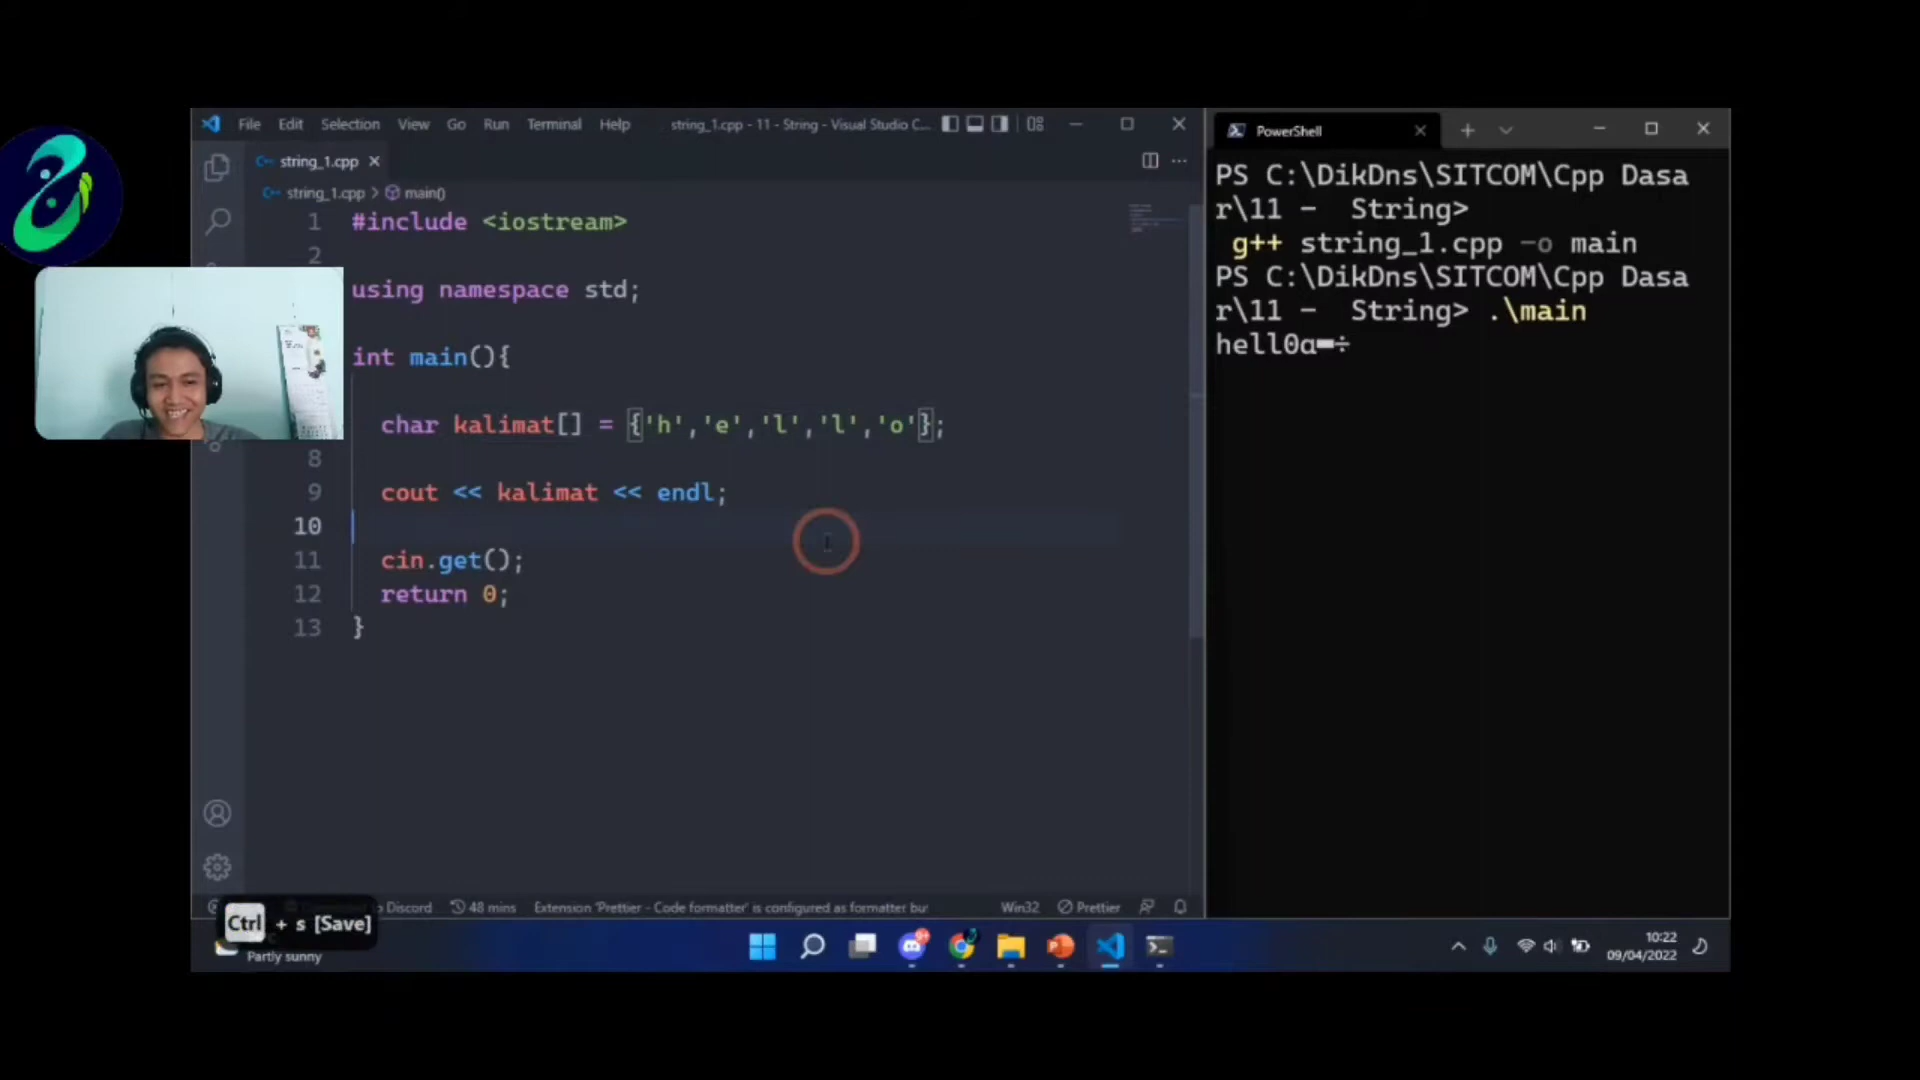 File Edit Selection View Go Run Terminal Help string_1.cpp - 11 - String - Visual Studio C...
string_1.cpp
string_1.cpp > main()
1 #include <iostream>
2
using namespace std;
int main(){
char kalimat[] = {'h','e','l','l','o'};
8
9 cout << kalimat << endl;
10
11 cin.get();
12 return 0;
13 }
Discord 48 mins Extension 'Prettier - Code formatter' is configured as formatter but Win32 Prettier
Ctrl + s [Save]
PowerShell
PS C:\DikDns\SITCOM\Cpp Dasa
r\11 -  String>
g++ string_1.cpp -o main
PS C:\DikDns\SITCOM\Cpp Dasa
r\11 -  String> .\main
hell0α▬÷
Partly sunny
10:22
09/04/2022